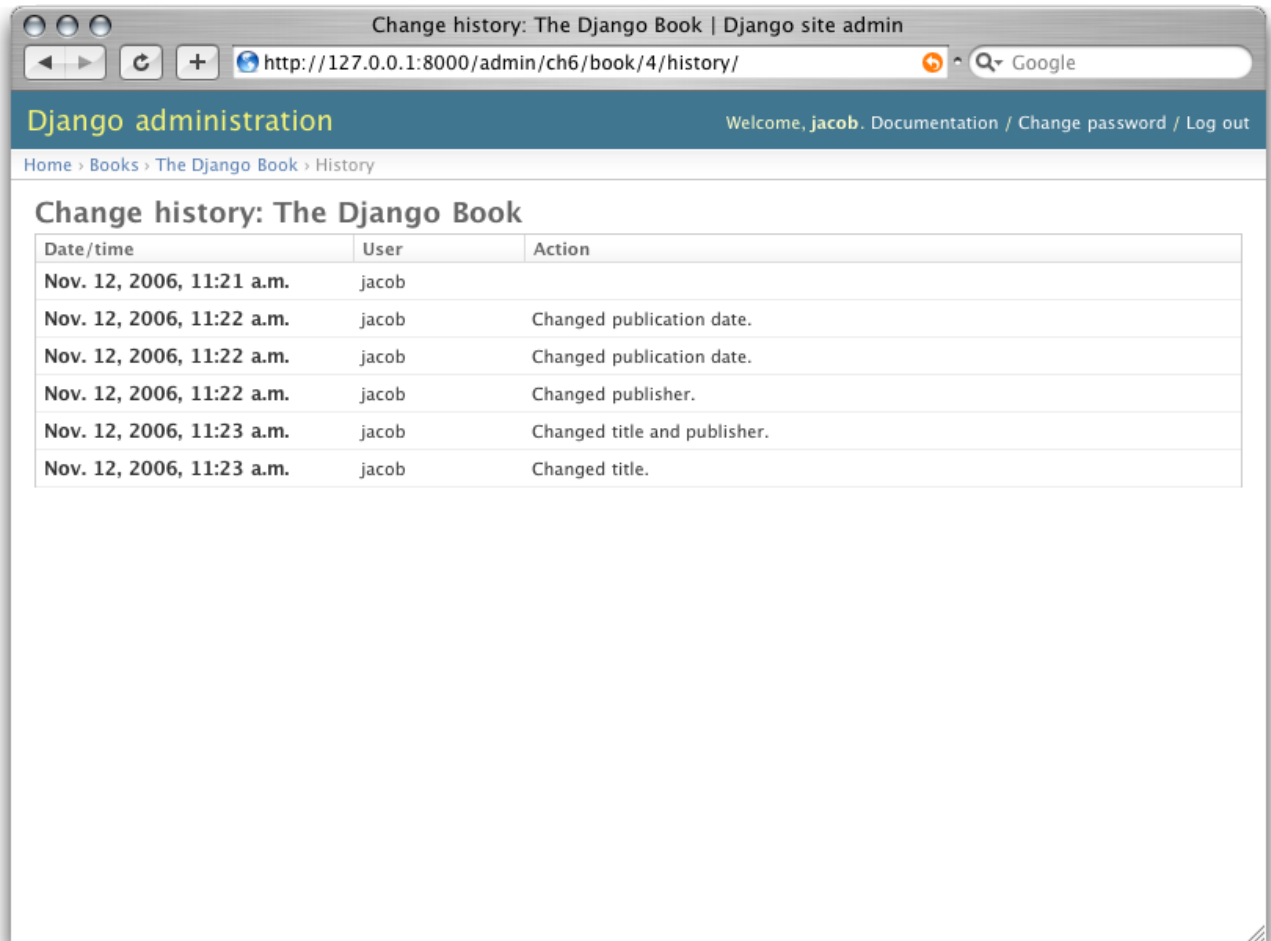 Change history: The Django Book | Django site admin
http://127.0.0.1:8000/admin/ch6/book/4/history/ Google
Django administration Welcome, jacob. Documentation / Change password / Log out
Home › Books › The Django Book › History
Change history: The Django Book
Date/time User Action
Nov. 12, 2006, 11:21 a.m. jacob
Nov. 12, 2006, 11:22 a.m. jacob Changed publication date.
Nov. 12, 2006, 11:22 a.m. jacob Changed publication date.
Nov. 12, 2006, 11:22 a.m. jacob Changed publisher.
Nov. 12, 2006, 11:23 a.m. jacob Changed title and publisher.
Nov. 12, 2006, 11:23 a.m. jacob Changed title.